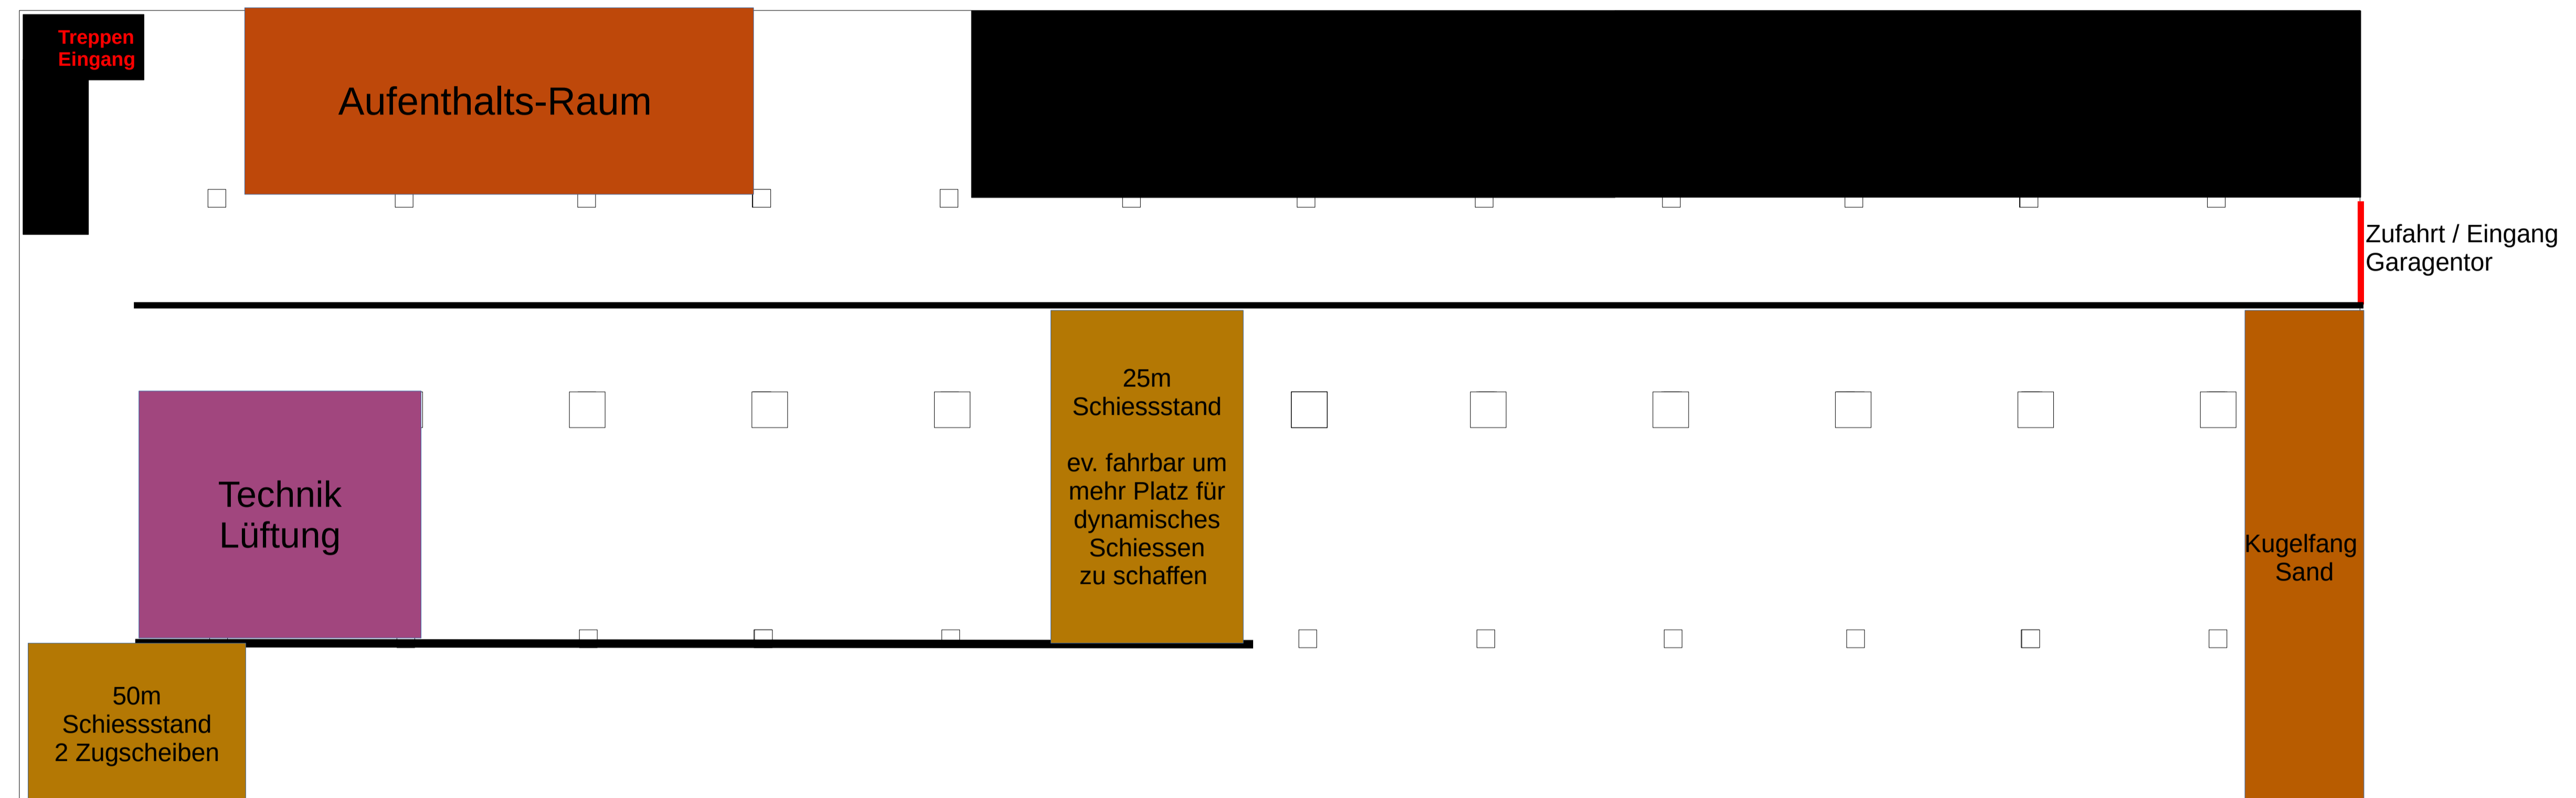 Treppen
Eingang
Aufenthalts-Raum
Zufahrt / Eingang
Garagentor
25m
Schiessstand
ev. fahrbar um
mehr Platz für
dynamisches
Schiessen
zu schaffen
Technik
Lüftung
Kugelfang
Sand
50m
Schiessstand
2 Zugscheiben